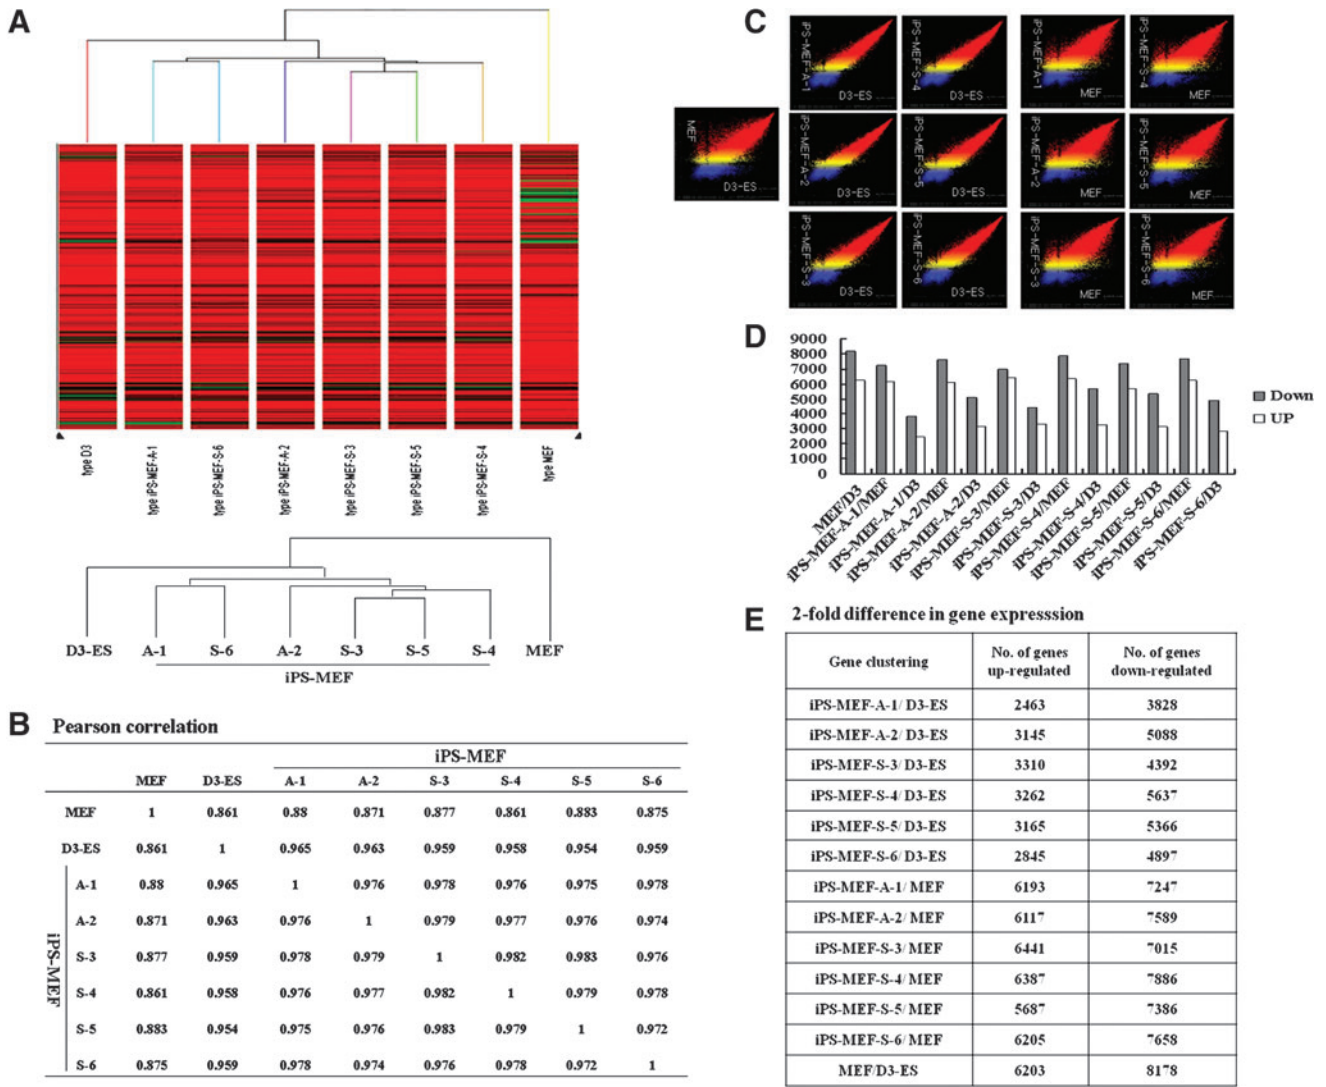 A
type D3
type iPS-MEF-A-1
type iPS-MEF-S-6
type iPS-MEF-A-2
type iPS-MEF-S-3
type iPS-MEF-S-5
type iPS-MEF-S-4
type MEF
D3-ES A-1 S-6 A-2 S-3 S-5 S-4 MEF
iPS-MEF
B Pearson correlation
iPS-MEF
MEF D3-ES A-1 A-2 S-3 S-4 S-5 S-6
MEF 1 0.861 0.88 0.871 0.877 0.861 0.883 0.875
D3-ES 0.861 1 0.965 0.963 0.959 0.958 0.954 0.959
iPS-MEF
A-1 0.88 0.965 1 0.976 0.978 0.976 0.975 0.978
A-2 0.871 0.963 0.976 1 0.979 0.977 0.976 0.974
S-3 0.877 0.959 0.978 0.979 1 0.982 0.983 0.976
S-4 0.861 0.958 0.976 0.977 0.982 1 0.979 0.978
S-5 0.883 0.954 0.975 0.976 0.983 0.979 1 0.972
S-6 0.875 0.959 0.978 0.974 0.976 0.978 0.972 1
C
MEF
D3-ES
iPS-MEF-A-1
D3-ES
iPS-MEF-S-4
D3-ES
iPS-MEF-A-1
MEF
iPS-MEF-S-4
MEF
iPS-MEF-A-2
D3-ES
iPS-MEF-S-5
D3-ES
iPS-MEF-A-2
MEF
iPS-MEF-S-5
MEF
iPS-MEF-S-3
D3-ES
iPS-MEF-S-6
D3-ES
iPS-MEF-S-3
MEF
iPS-MEF-S-6
MEF
D
9000
8000
7000
6000
5000
4000
3000
2000
1000
0
Down
UP
MEF/D3
iPS-MEF-A-1/MEF
iPS-MEF-A-1/D3
iPS-MEF-A-2/MEF
iPS-MEF-A-2/D3
iPS-MEF-S-3/MEF
iPS-MEF-S-3/D3
iPS-MEF-S-4/MEF
iPS-MEF-S-4/D3
iPS-MEF-S-5/MEF
iPS-MEF-S-5/D3
iPS-MEF-S-6/MEF
iPS-MEF-S-6/D3
E 2-fold difference in gene expresssion
Gene clustering
No. of genes
up-regulated
No. of genes
down-regulated
iPS-MEF-A-1/ D3-ES 2463 3828
iPS-MEF-A-2/ D3-ES 3145 5088
iPS-MEF-S-3/ D3-ES 3310 4392
iPS-MEF-S-4/ D3-ES 3262 5637
iPS-MEF-S-5/ D3-ES 3165 5366
iPS-MEF-S-6/ D3-ES 2845 4897
iPS-MEF-A-1/ MEF 6193 7247
iPS-MEF-A-2/ MEF 6117 7589
iPS-MEF-S-3/ MEF 6441 7015
iPS-MEF-S-4/ MEF 6387 7886
iPS-MEF-S-5/ MEF 5687 7386
iPS-MEF-S-6/ MEF 6205 7658
MEF/D3-ES 6203 8178